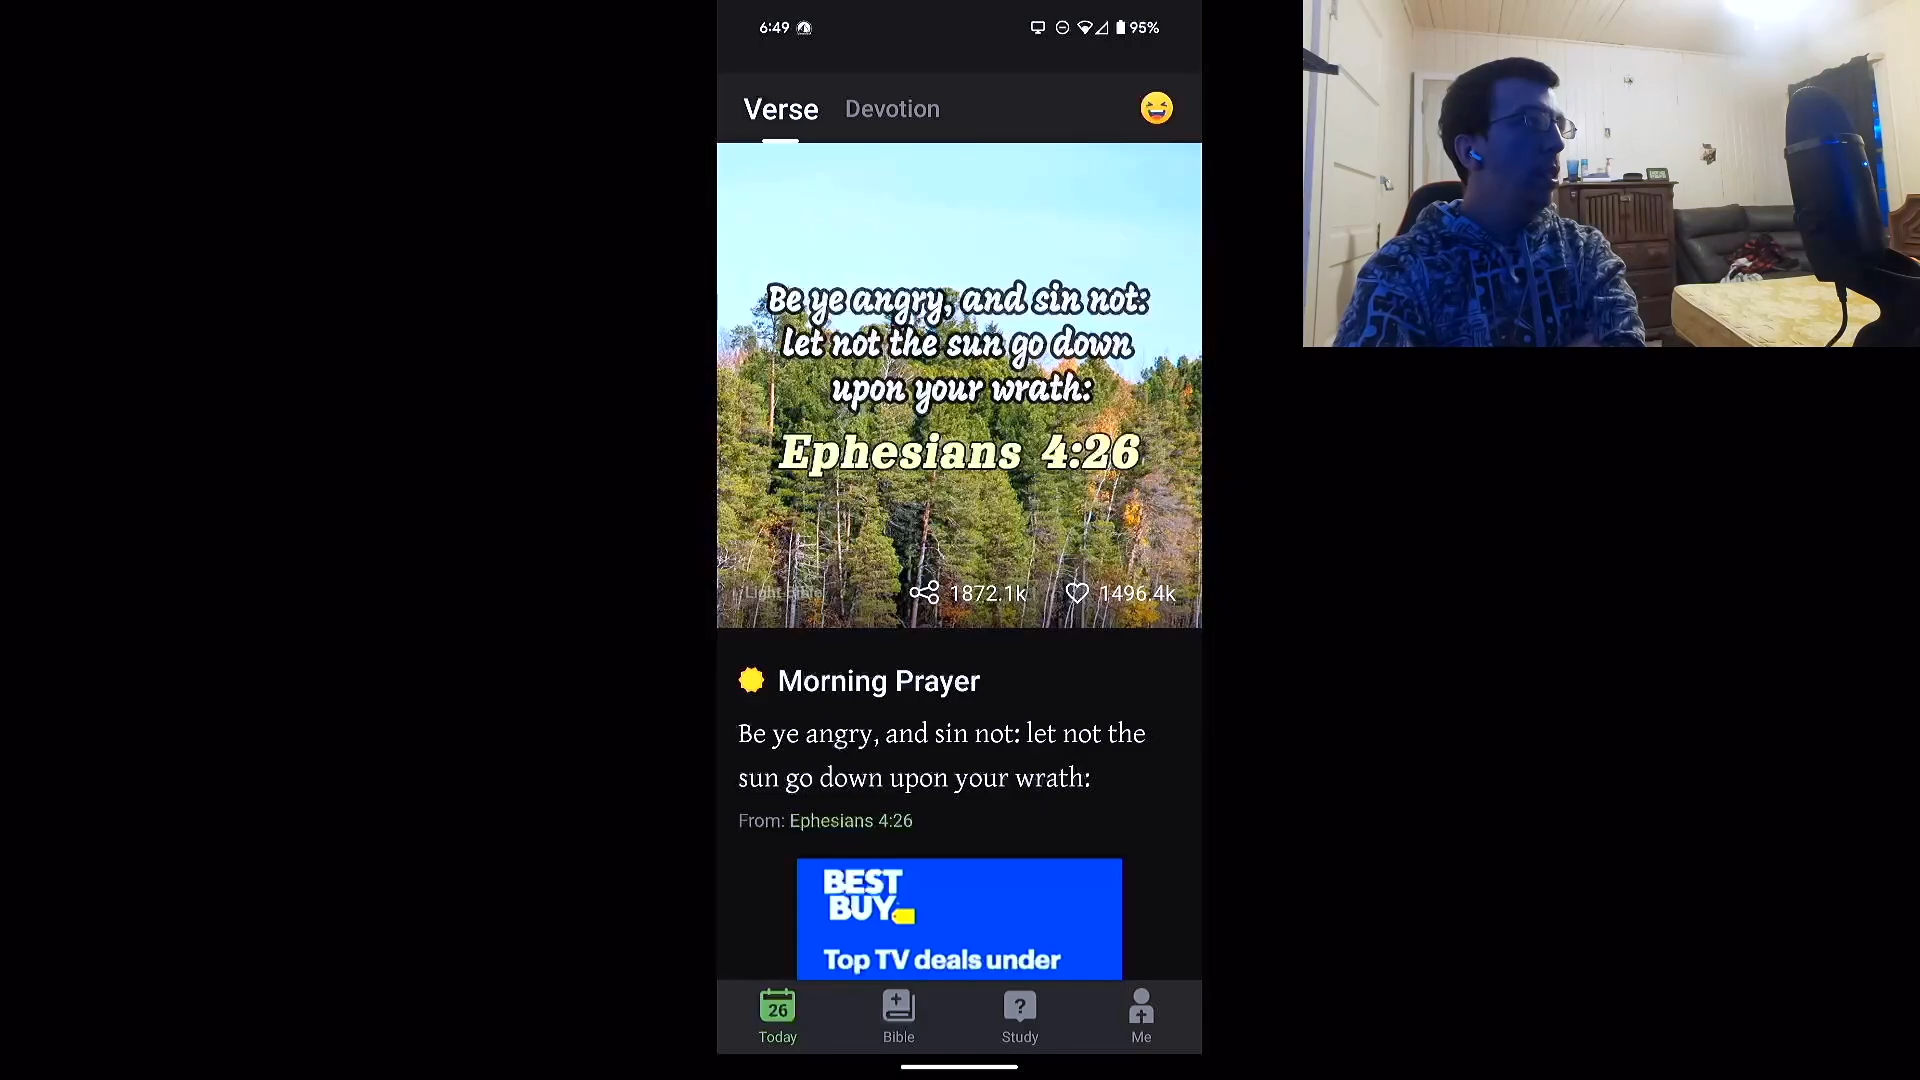 6:49
95%
Verse Devotion
Be ye angry, and sin not:
let not the sun go down
upon your wrath:
Ephesians 4:26
Light Bible
1872.1k 1496.4k
Morning Prayer
Be ye angry, and sin not: let not the
sun go down upon your wrath:
From: Ephesians 4:26
BEST
BUY
Top TV deals under
26
?
Today Bible Study Me